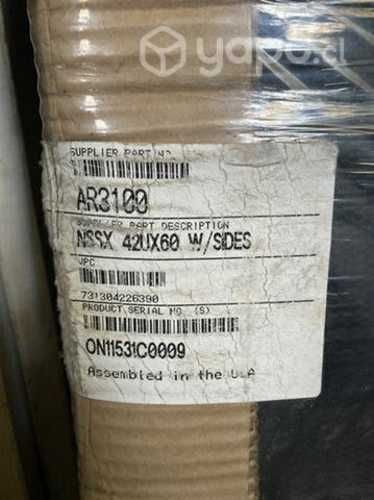 yapo.cl
SUPPLIER PART NO
AR3100
SUPPLIER PART DESCRIPTION
NSSX 42UX60 W/SIDES
UPC
731304226390
PRODUCT SERIAL NO. (S)
ON11531C0009
Assembled in the U A